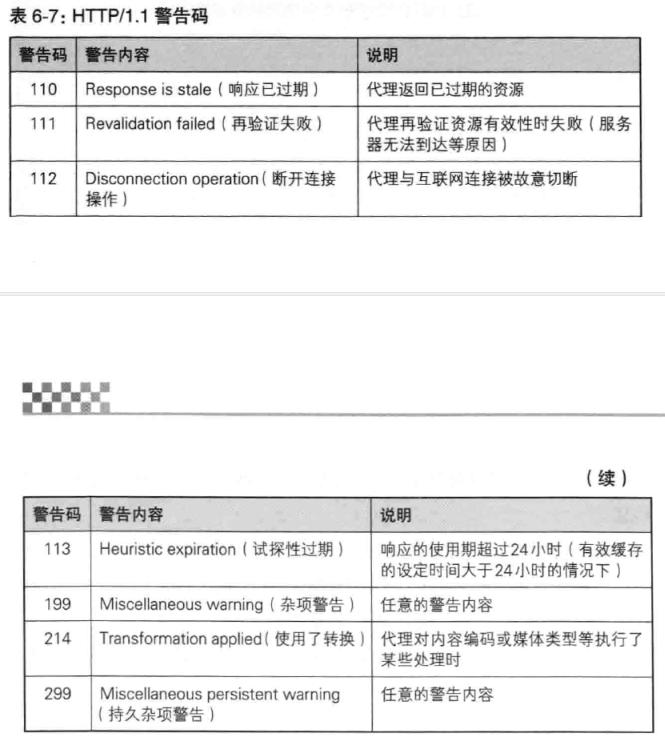 表 6-7：HTTP/1.1 警告码
警告码 警告内容 说明
110 Response is stale（响应已过期） 代理返回已过期的资源
111 Revalidation failed（再验证失败） 代理再验证资源有效性时失败（服务
器无法到达等原因）
112 Disconnection operation（断开连接 代理与互联网连接被故意切断
操作）
（续）
警告码 警告内容 说明
113 Heuristic expiration（试探性过期） 响应的使用期超过24小时（有效缓存
的设定时间大于24小时的情况下）
199 Miscellaneous warning（杂项警告） 任意的警告内容
214 Transformation applied（使用了转换） 代理对内容编码或媒体类型等执行了
某些处理时
299 Miscellaneous persistent warning 任意的警告内容
（持久杂项警告）